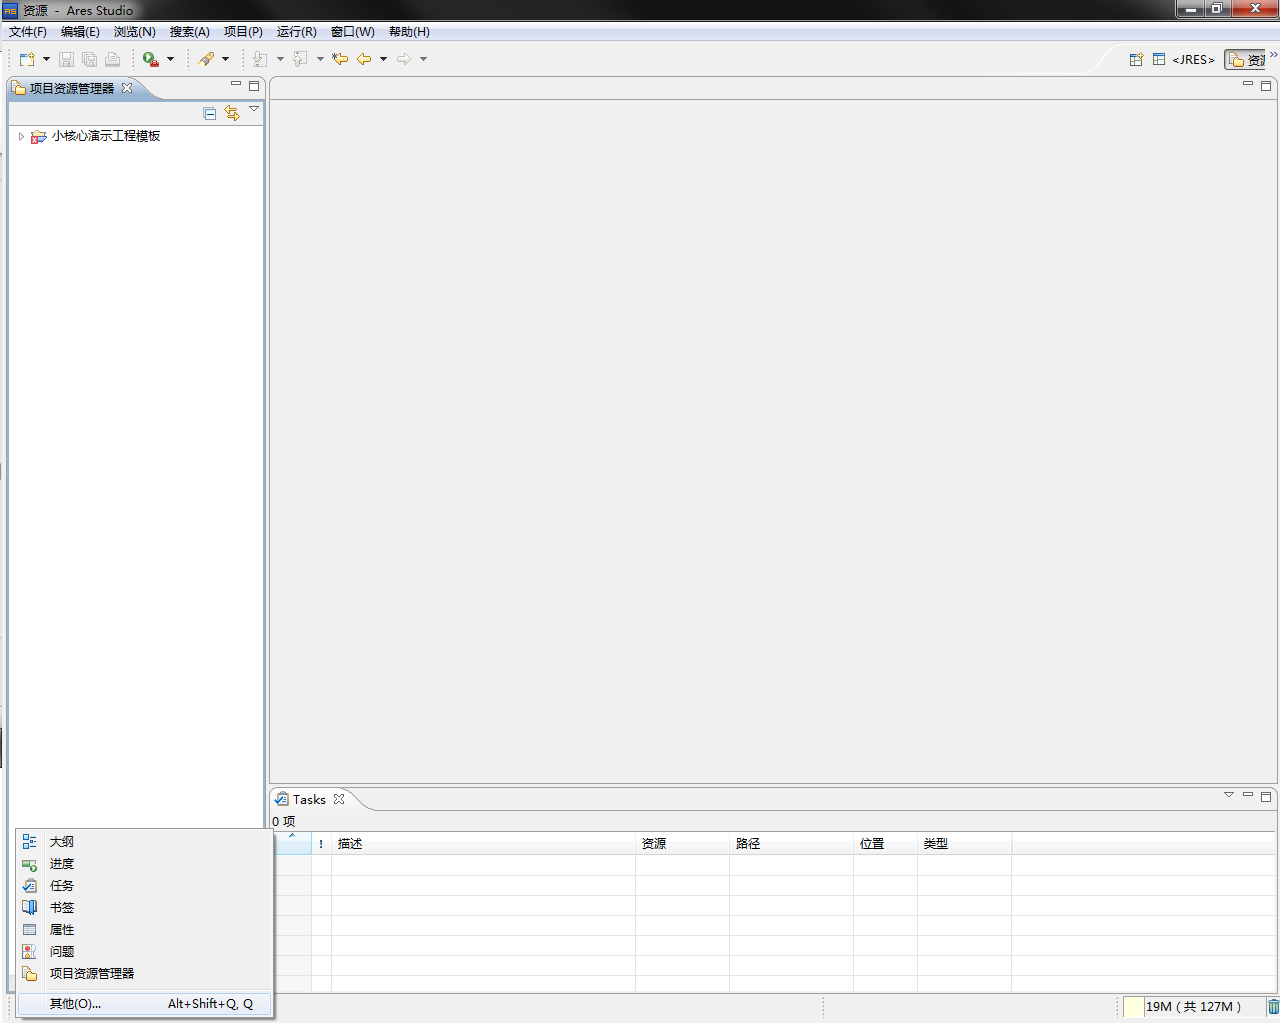 资源 - Ares Studio
文件(F) 编辑(E) 浏览(N) 搜索(A) 项目(P) 运行(R) 窗口(W) 帮助(H)
<JRES>
项目资源管理器
小核心演示工程模板
Tasks
0 项
! 描述 资源 路径 位置 类型
大纲
进度
任务
书签
属性
问题
项目资源管理器
其他(O)... Alt+Shift+Q, Q
19M ( 共 127M )